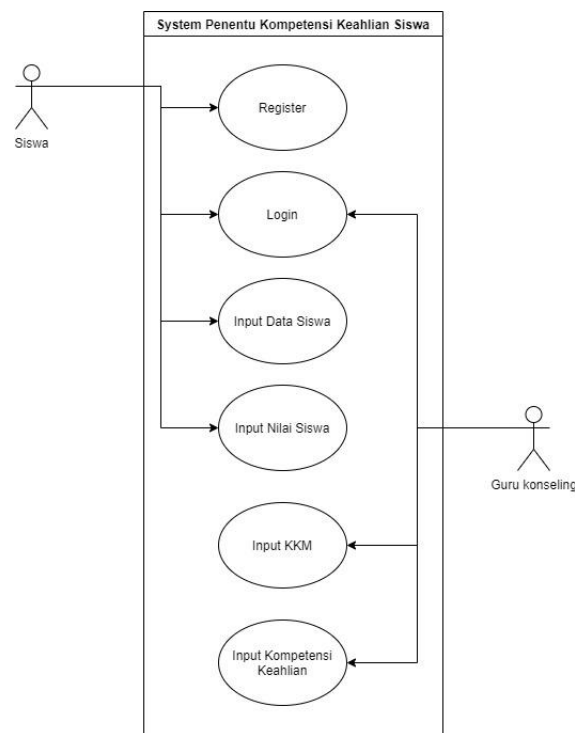 System Penentu Kompetensi Keahlian Siswa
Siswa
Register
Login
Input Data Siswa
Input Nilai Siswa
Guru konseling
Input KKM
Input Kompetensi
Keahlian